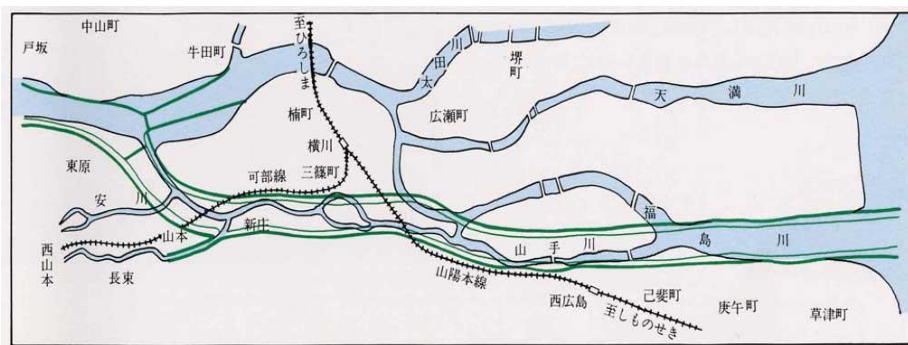 中山町
戸坂
牛田町
至ひろしま
太田川
堺町
天満川
楠町
広瀬町
横川
東原
可部線
三篠町
安川
新庄
福島川
山本
山手川
西山本
長束
山陽本線
西広島
己斐町
至しものせき
庚午町
草津町